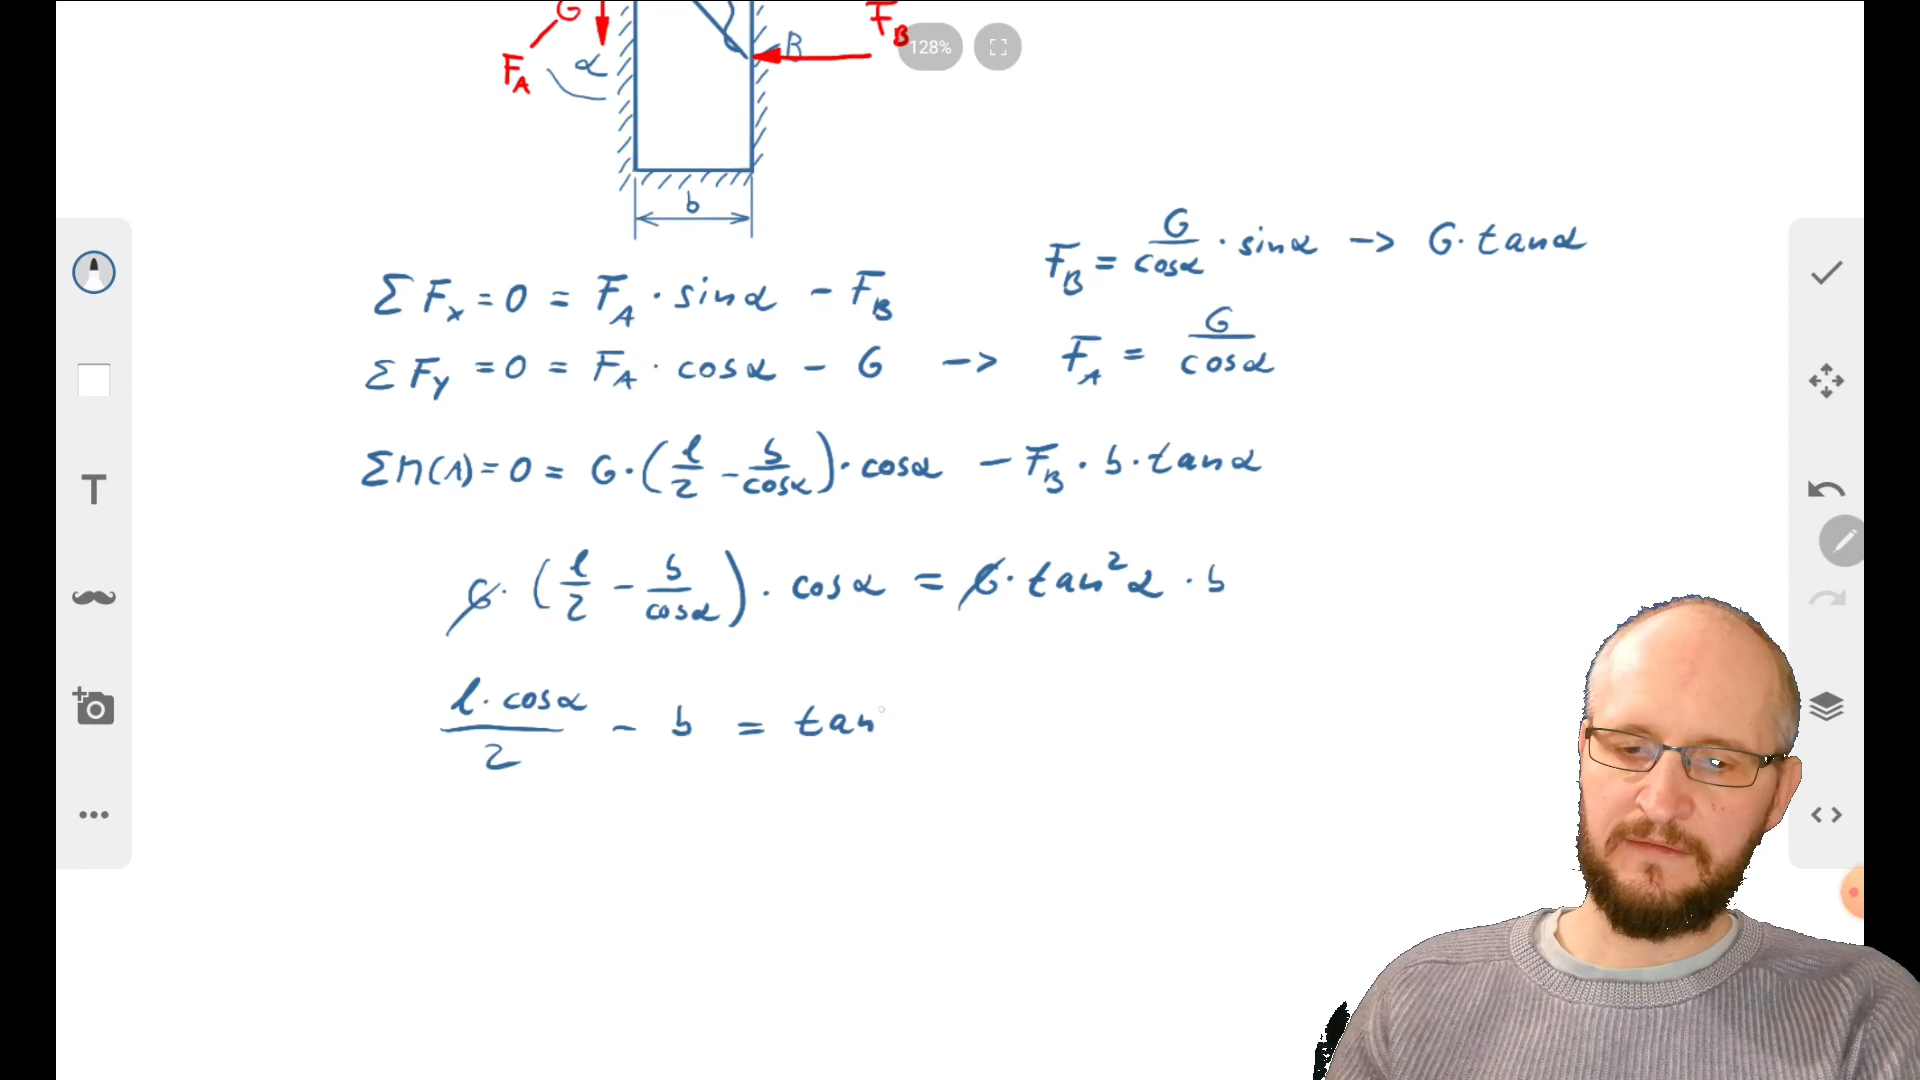 G
F_B
128%
B
F_A
α
b
F_B = G/cosα · sinα -> G · tanα
ΣF_x = 0 = F_A · sinα - F_B
ΣF_y = 0 = F_A · cosα - G -> F_A = G/cosα
ΣM(A) = 0 = G · (l/2 - b/cosα) · cosα - F_B · b · tanα
G · (l/2 - b/cosα) · cosα = G · tan²α · b
l · cosα/2 - b = tan
T